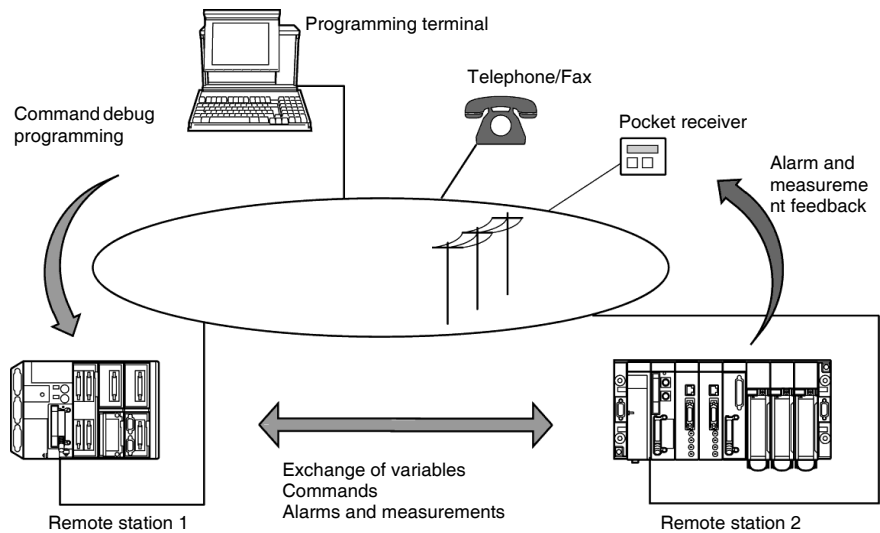 Programming terminal
Telephone/Fax
Command debug
programming
Pocket receiver
Alarm and
measureme
nt feedback
Exchange of variables
Commands
Alarms and measurements
Remote station 1
Remote station 2